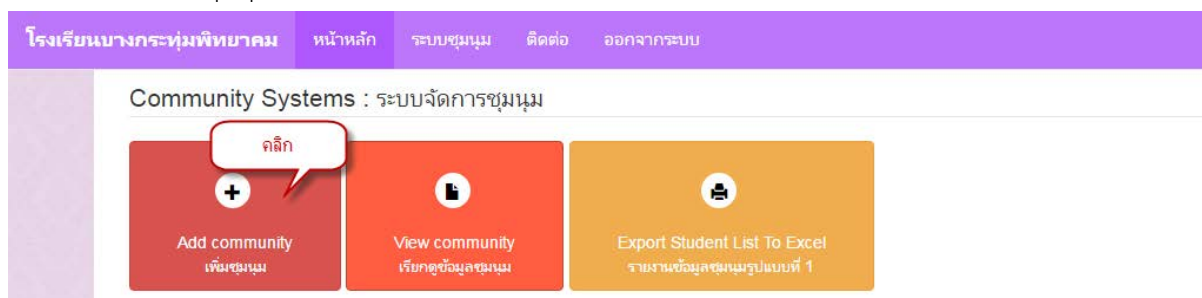 โรงเรียนบางกระทุ่มพิทยาคม หน้าหลัก ระบบชุมนุม ติดต่อ ออกจากระบบ
Community Systems : ระบบจัดการชุมนุม
คลิก
Add community
เพิ่มชุมนุม
View community
เรียกดูข้อมูลชุมนุม
Export Student List To Excel
รายงานข้อมูลชุมนุมรูปแบบที่ 1